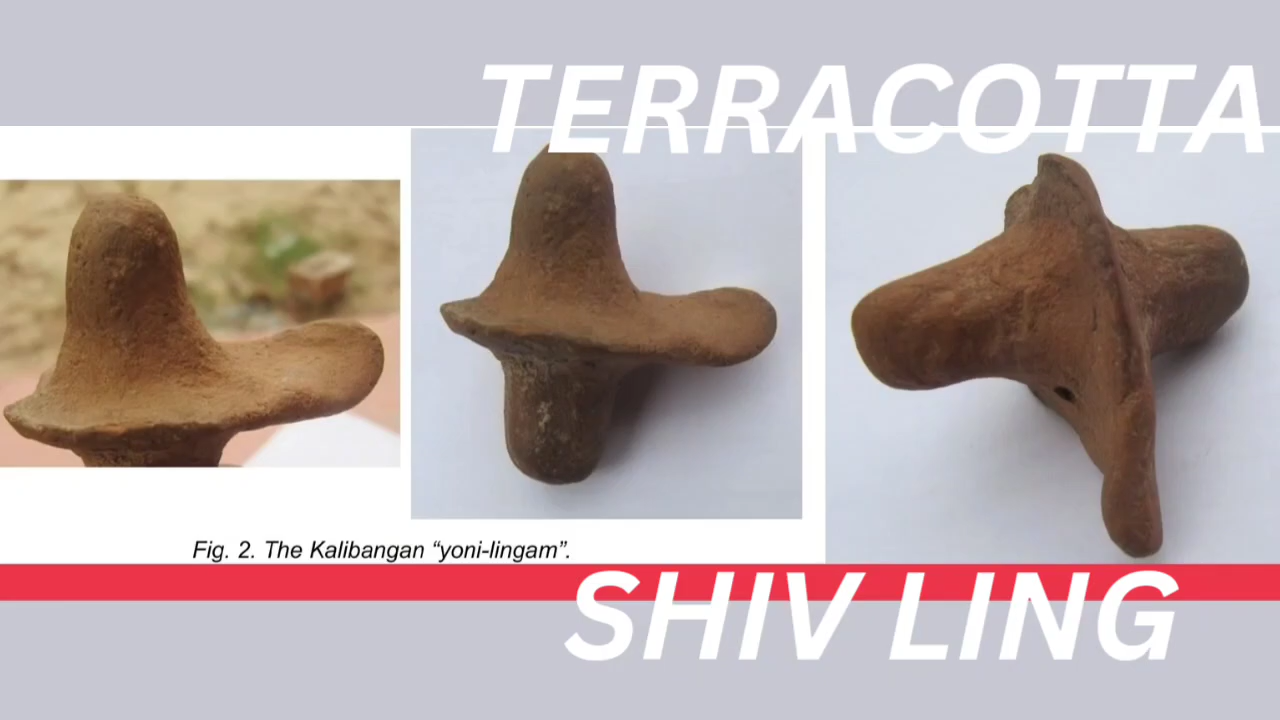 TERRACOTTA
Fig. 2. The Kalibangan “yoni-lingam”.
SHIV LING